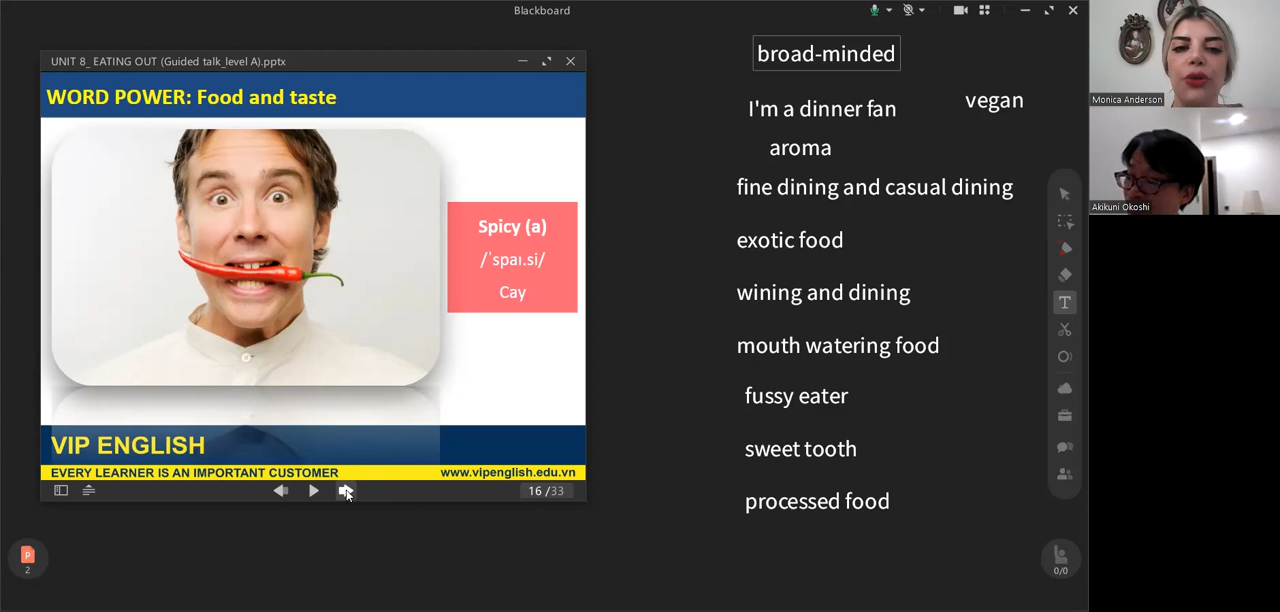 Blackboard
UNIT 8_ EATING OUT (Guided talk_level A).pptx
WORD POWER: Food and taste
Spicy (a)
/ˈspaɪ.si/
Cay
VIP ENGLISH
EVERY LEARNER IS AN IMPORTANT CUSTOMER
www.vipenglish.edu.vn
16 /33
P
2
broad-minded
I'm a dinner fan
vegan
aroma
fine dining and casual dining
exotic food
wining and dining
mouth watering food
fussy eater
sweet tooth
processed food
T
0/0
Monica Anderson
Akikuni Okoshi